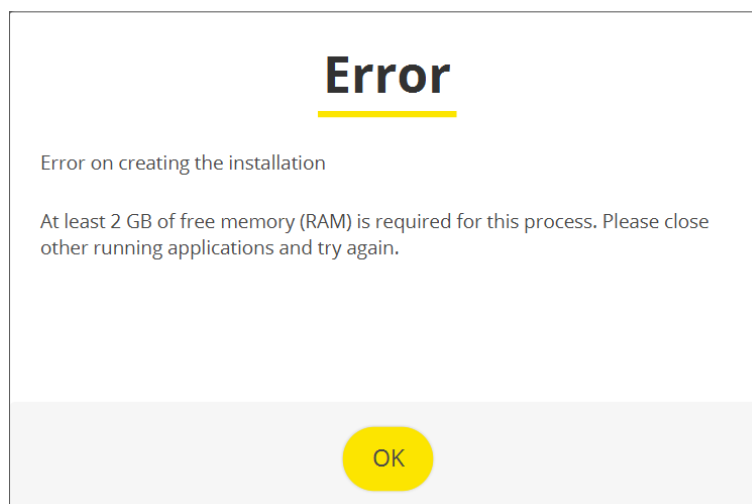 Error
Error on creating the installation
At least 2 GB of free memory (RAM) is required for this process. Please close
other running applications and try again.
OK